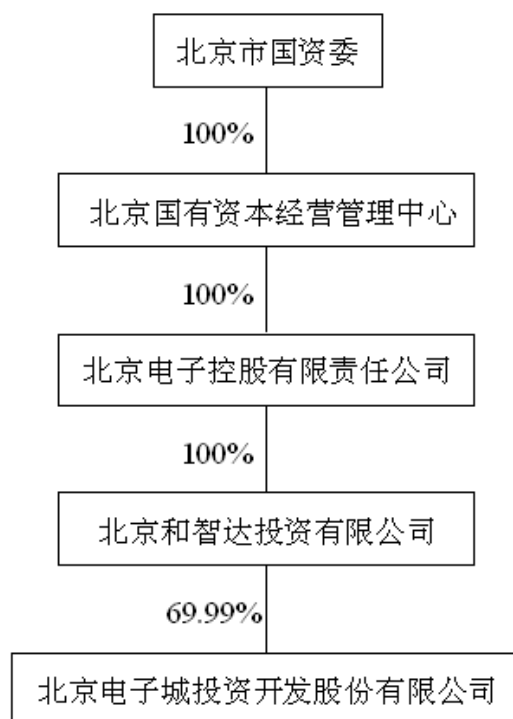 北京市国资委
100%
北京国有资本经营管理中心
100%
北京电子控股有限责任公司
100%
北京和智达投资有限公司
69.99%
北京电子城投资开发股份有限公司